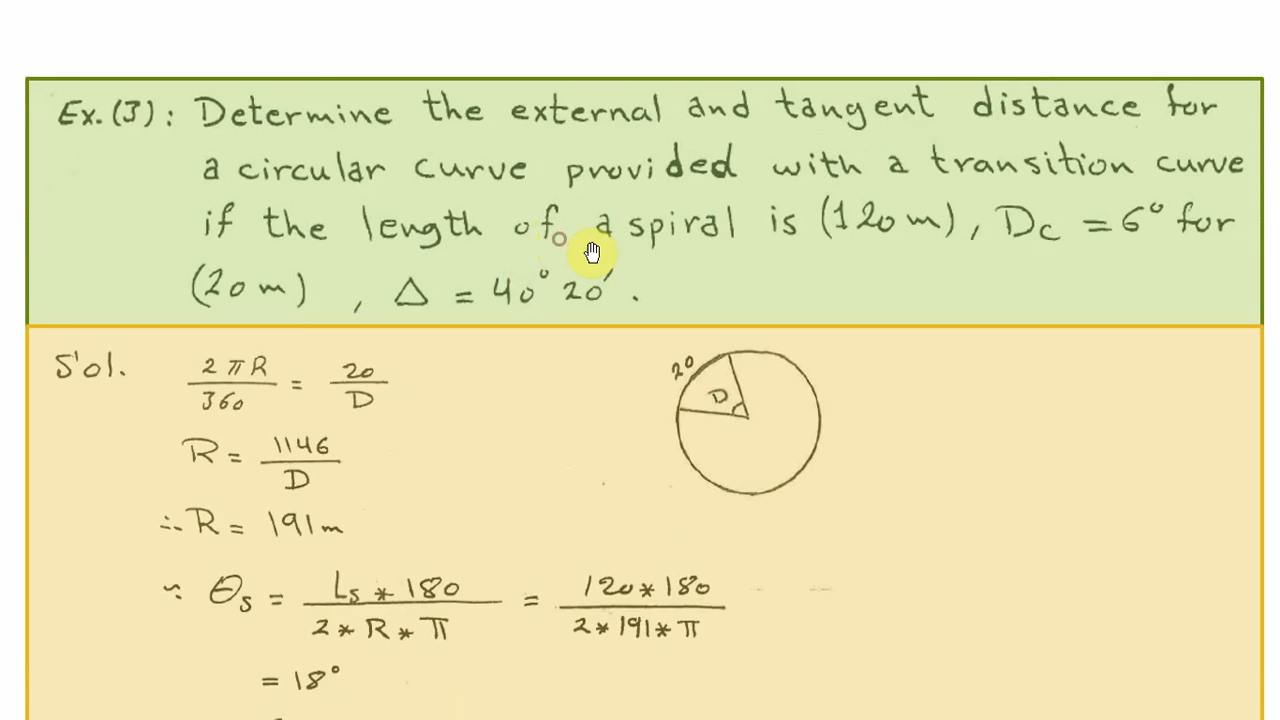 Ex.(3): Determine the external and tangent distance for
a circular curve provided with a transition curve
if the length of a spiral is (120 m), Dc = 6° for
(20 m) , Δ = 40° 20′ .
Sol. 2πR/360 = 20/D
20
D
R = 1146/D
∴ R = 191m
∵ θs = Ls * 180 / 2 * R * π = 120 * 180 / 2 * 191 * π
= 18°